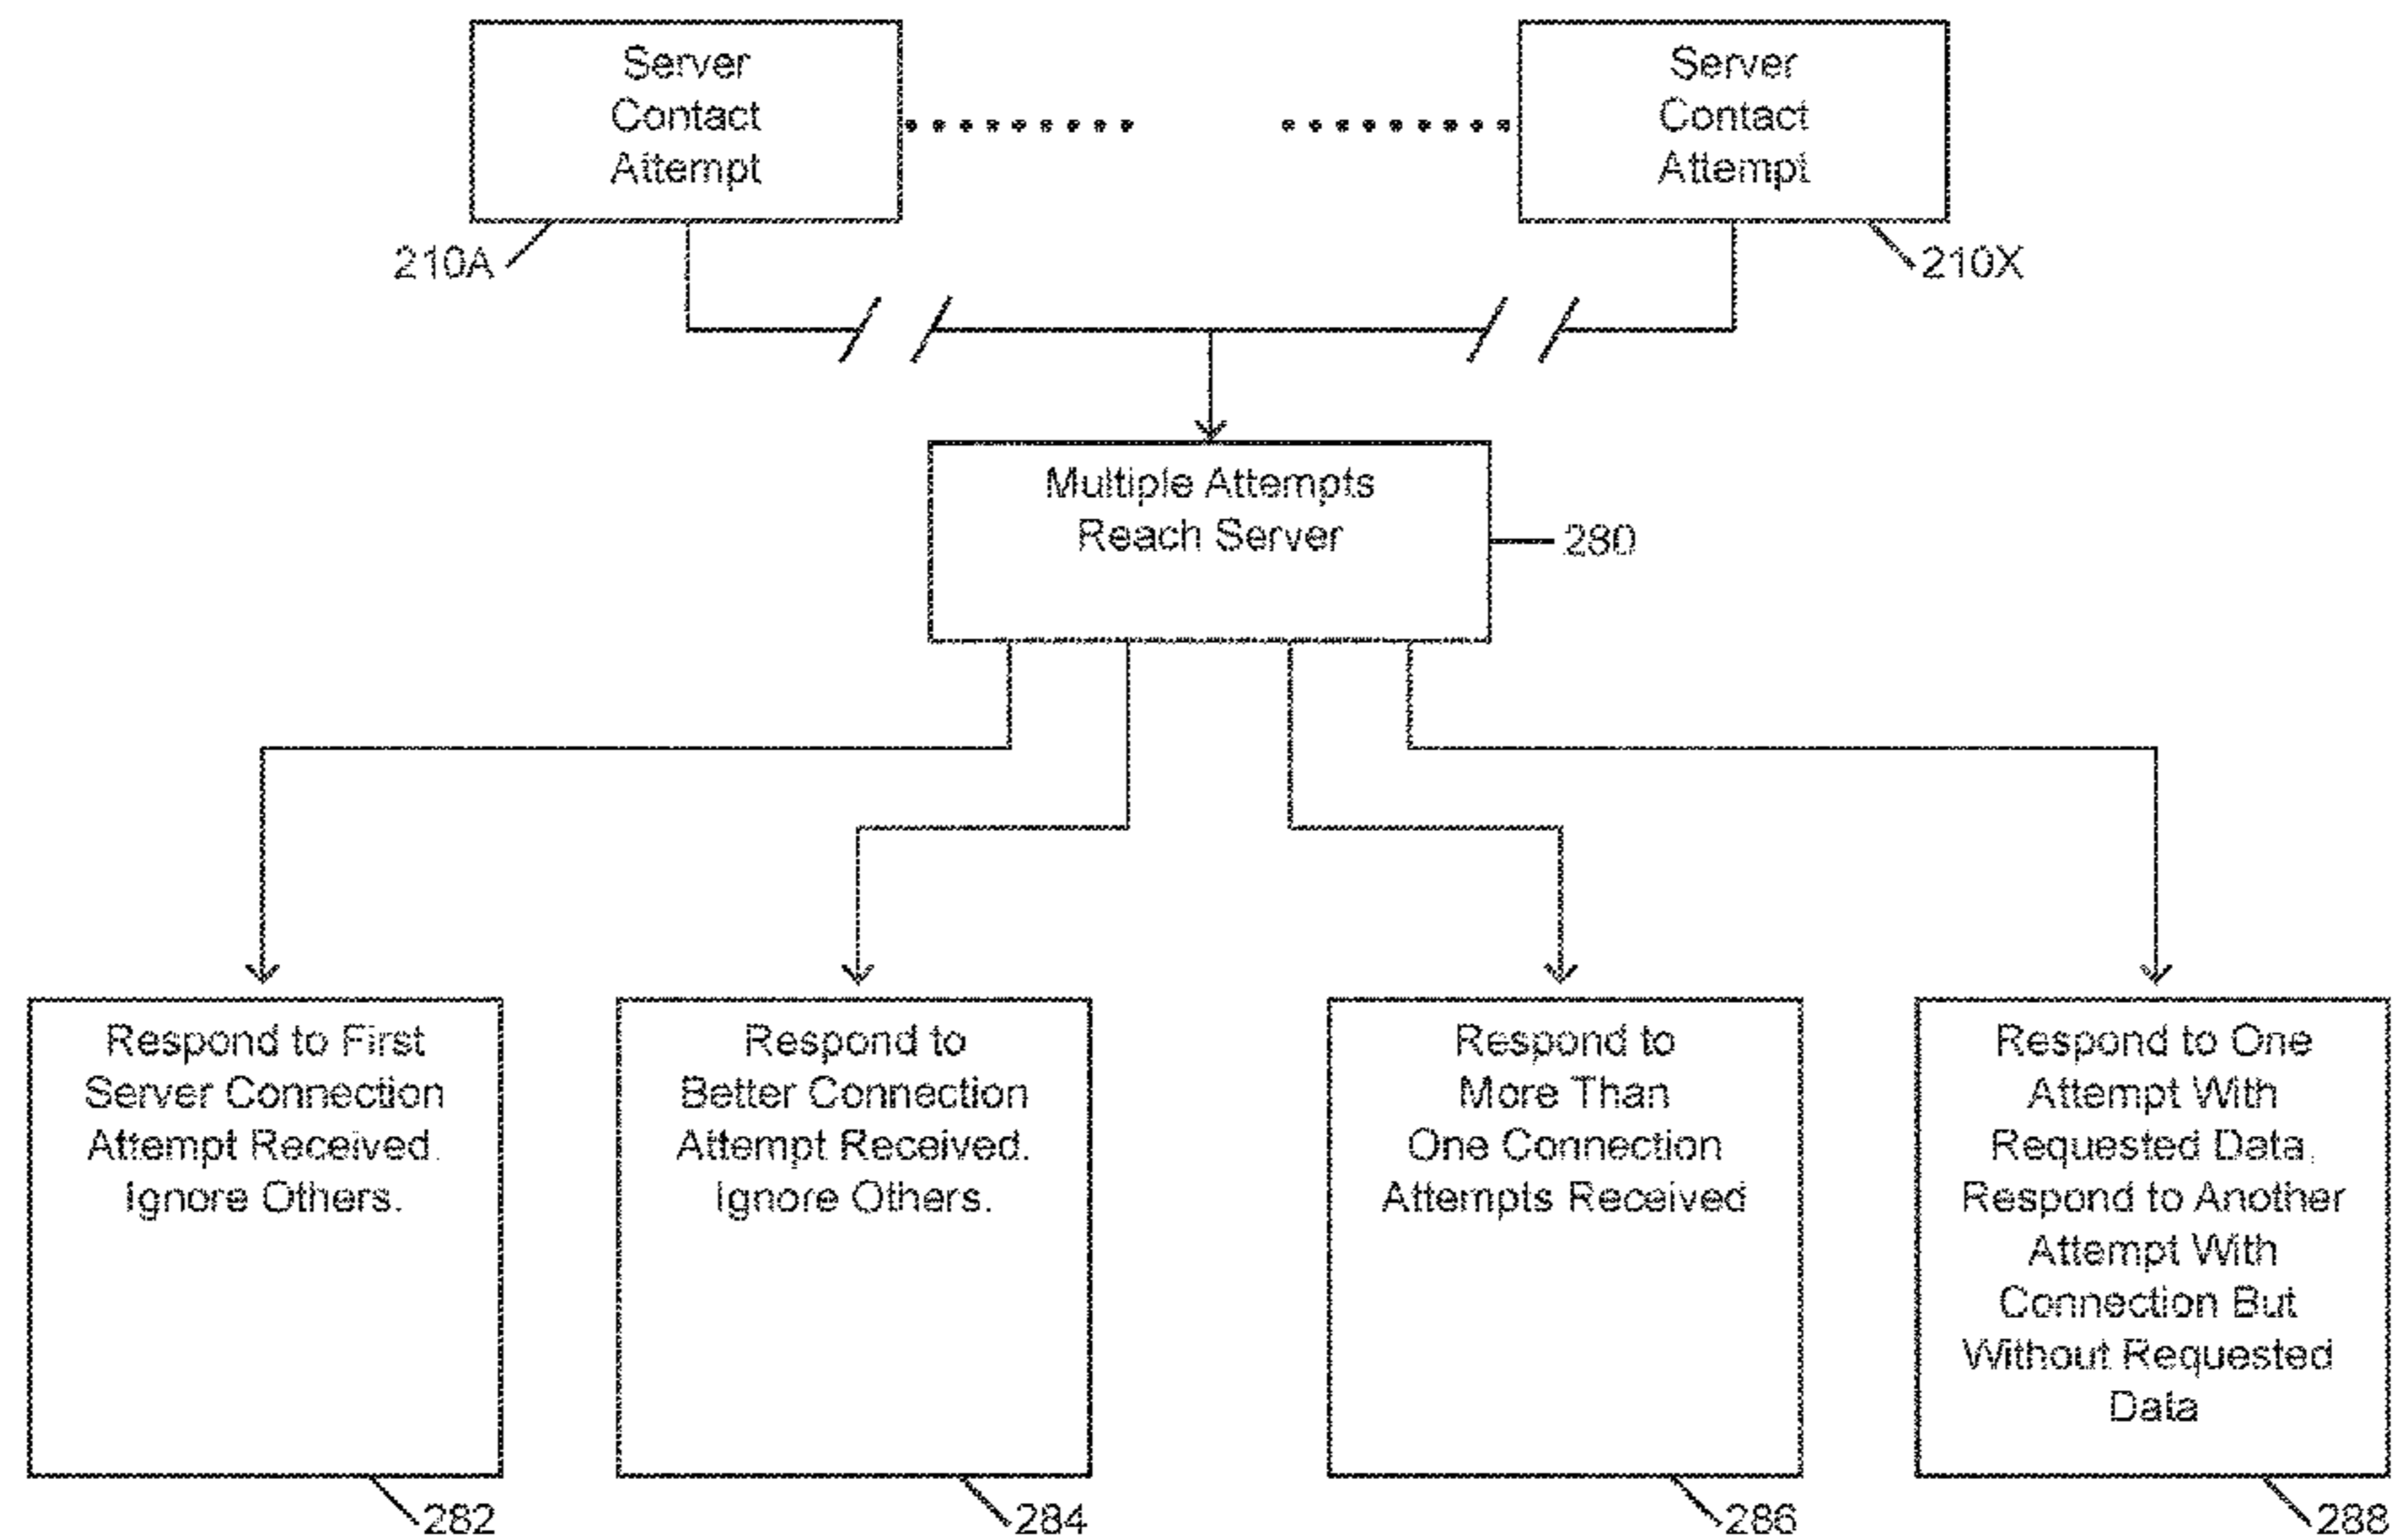 Server
Contact
Attempt
Server
Contact
Attempt
210A
210X
Multiple Attempts
Reach Server
280
Respond to First
Server Connection
Attempt Received.
Ignore Others.
Respond to
Better Connection
Attempt Received.
Ignore Others.
Respond to
More Than
One Connection
Attempts Received
Respond to One
Attempt With
Requested Data,
Respond to Another
Attempt With
Connection But
Without Requested
Data
282
284
286
288